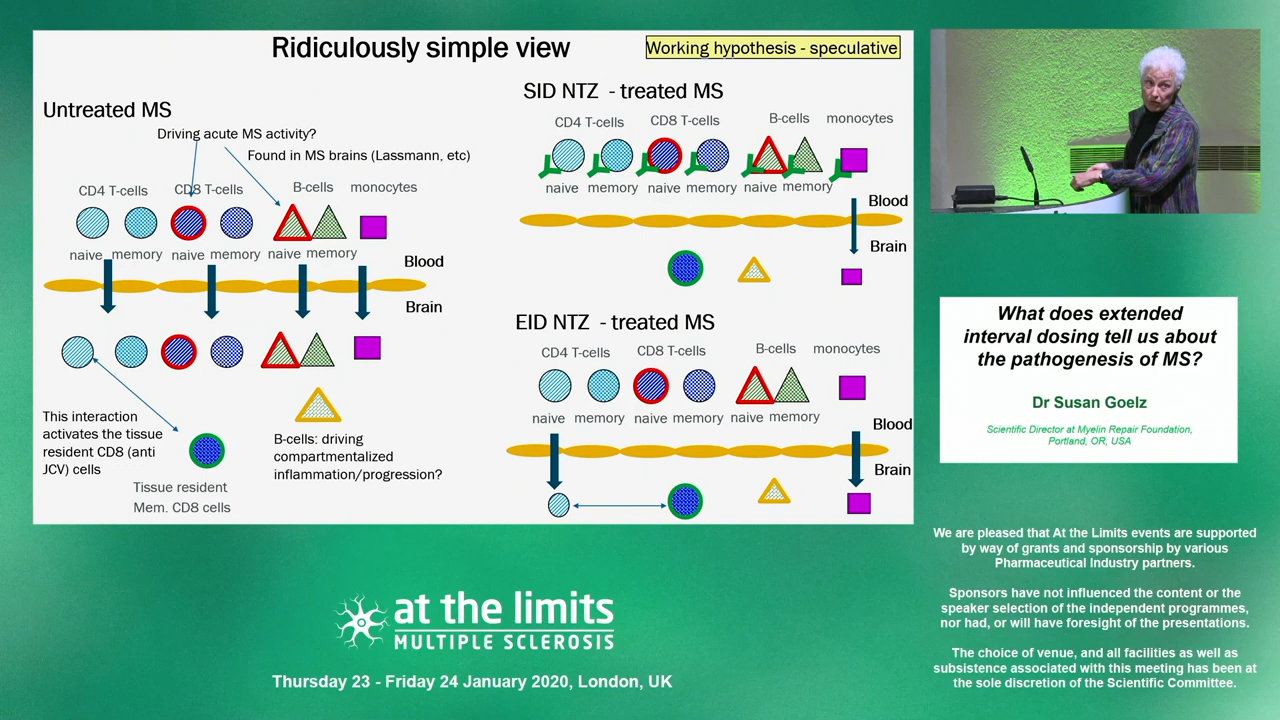 Ridiculously simple view
Working hypothesis - speculative
Untreated MS
Driving acute MS activity?
Found in MS brains (Lassmann, etc)
CD4 T-cells
CD8 T-cells
B-cells
monocytes
naive
memory
naive
memory
naive
memory
Blood
Brain
This interaction
activates the tissue
resident CD8 (anti
JCV) cells
Tissue resident
Mem. CD8 cells
B-cells: driving
compartmentalized
inflammation/progression?
SID NTZ - treated MS
CD4 T-cells
CD8 T-cells
B-cells
monocytes
naive
memory
naive
memory
naive
memory
Blood
Brain
EID NTZ - treated MS
CD4 T-cells
CD8 T-cells
B-cells
monocytes
naive
memory
naive
memory
naive
memory
Blood
Brain
What does extended
interval dosing tell us about
the pathogenesis of MS?
Dr Susan Goelz
Scientific Director at Myelin Repair Foundation,
Portland, OR, USA
We are pleased that At the Limits events are supported
by way of grants and sponsorship by various
Pharmaceutical Industry partners.
Sponsors have not influenced the content or the
speaker selection of the independent programmes,
nor had, or will have foresight of the presentations.
The choice of venue, and all facilities as well as
subsistence associated with this meeting has been at
the sole discretion of the Scientific Committee.
at the limits
MULTIPLE SCLEROSIS
Thursday 23 - Friday 24 January 2020, London, UK